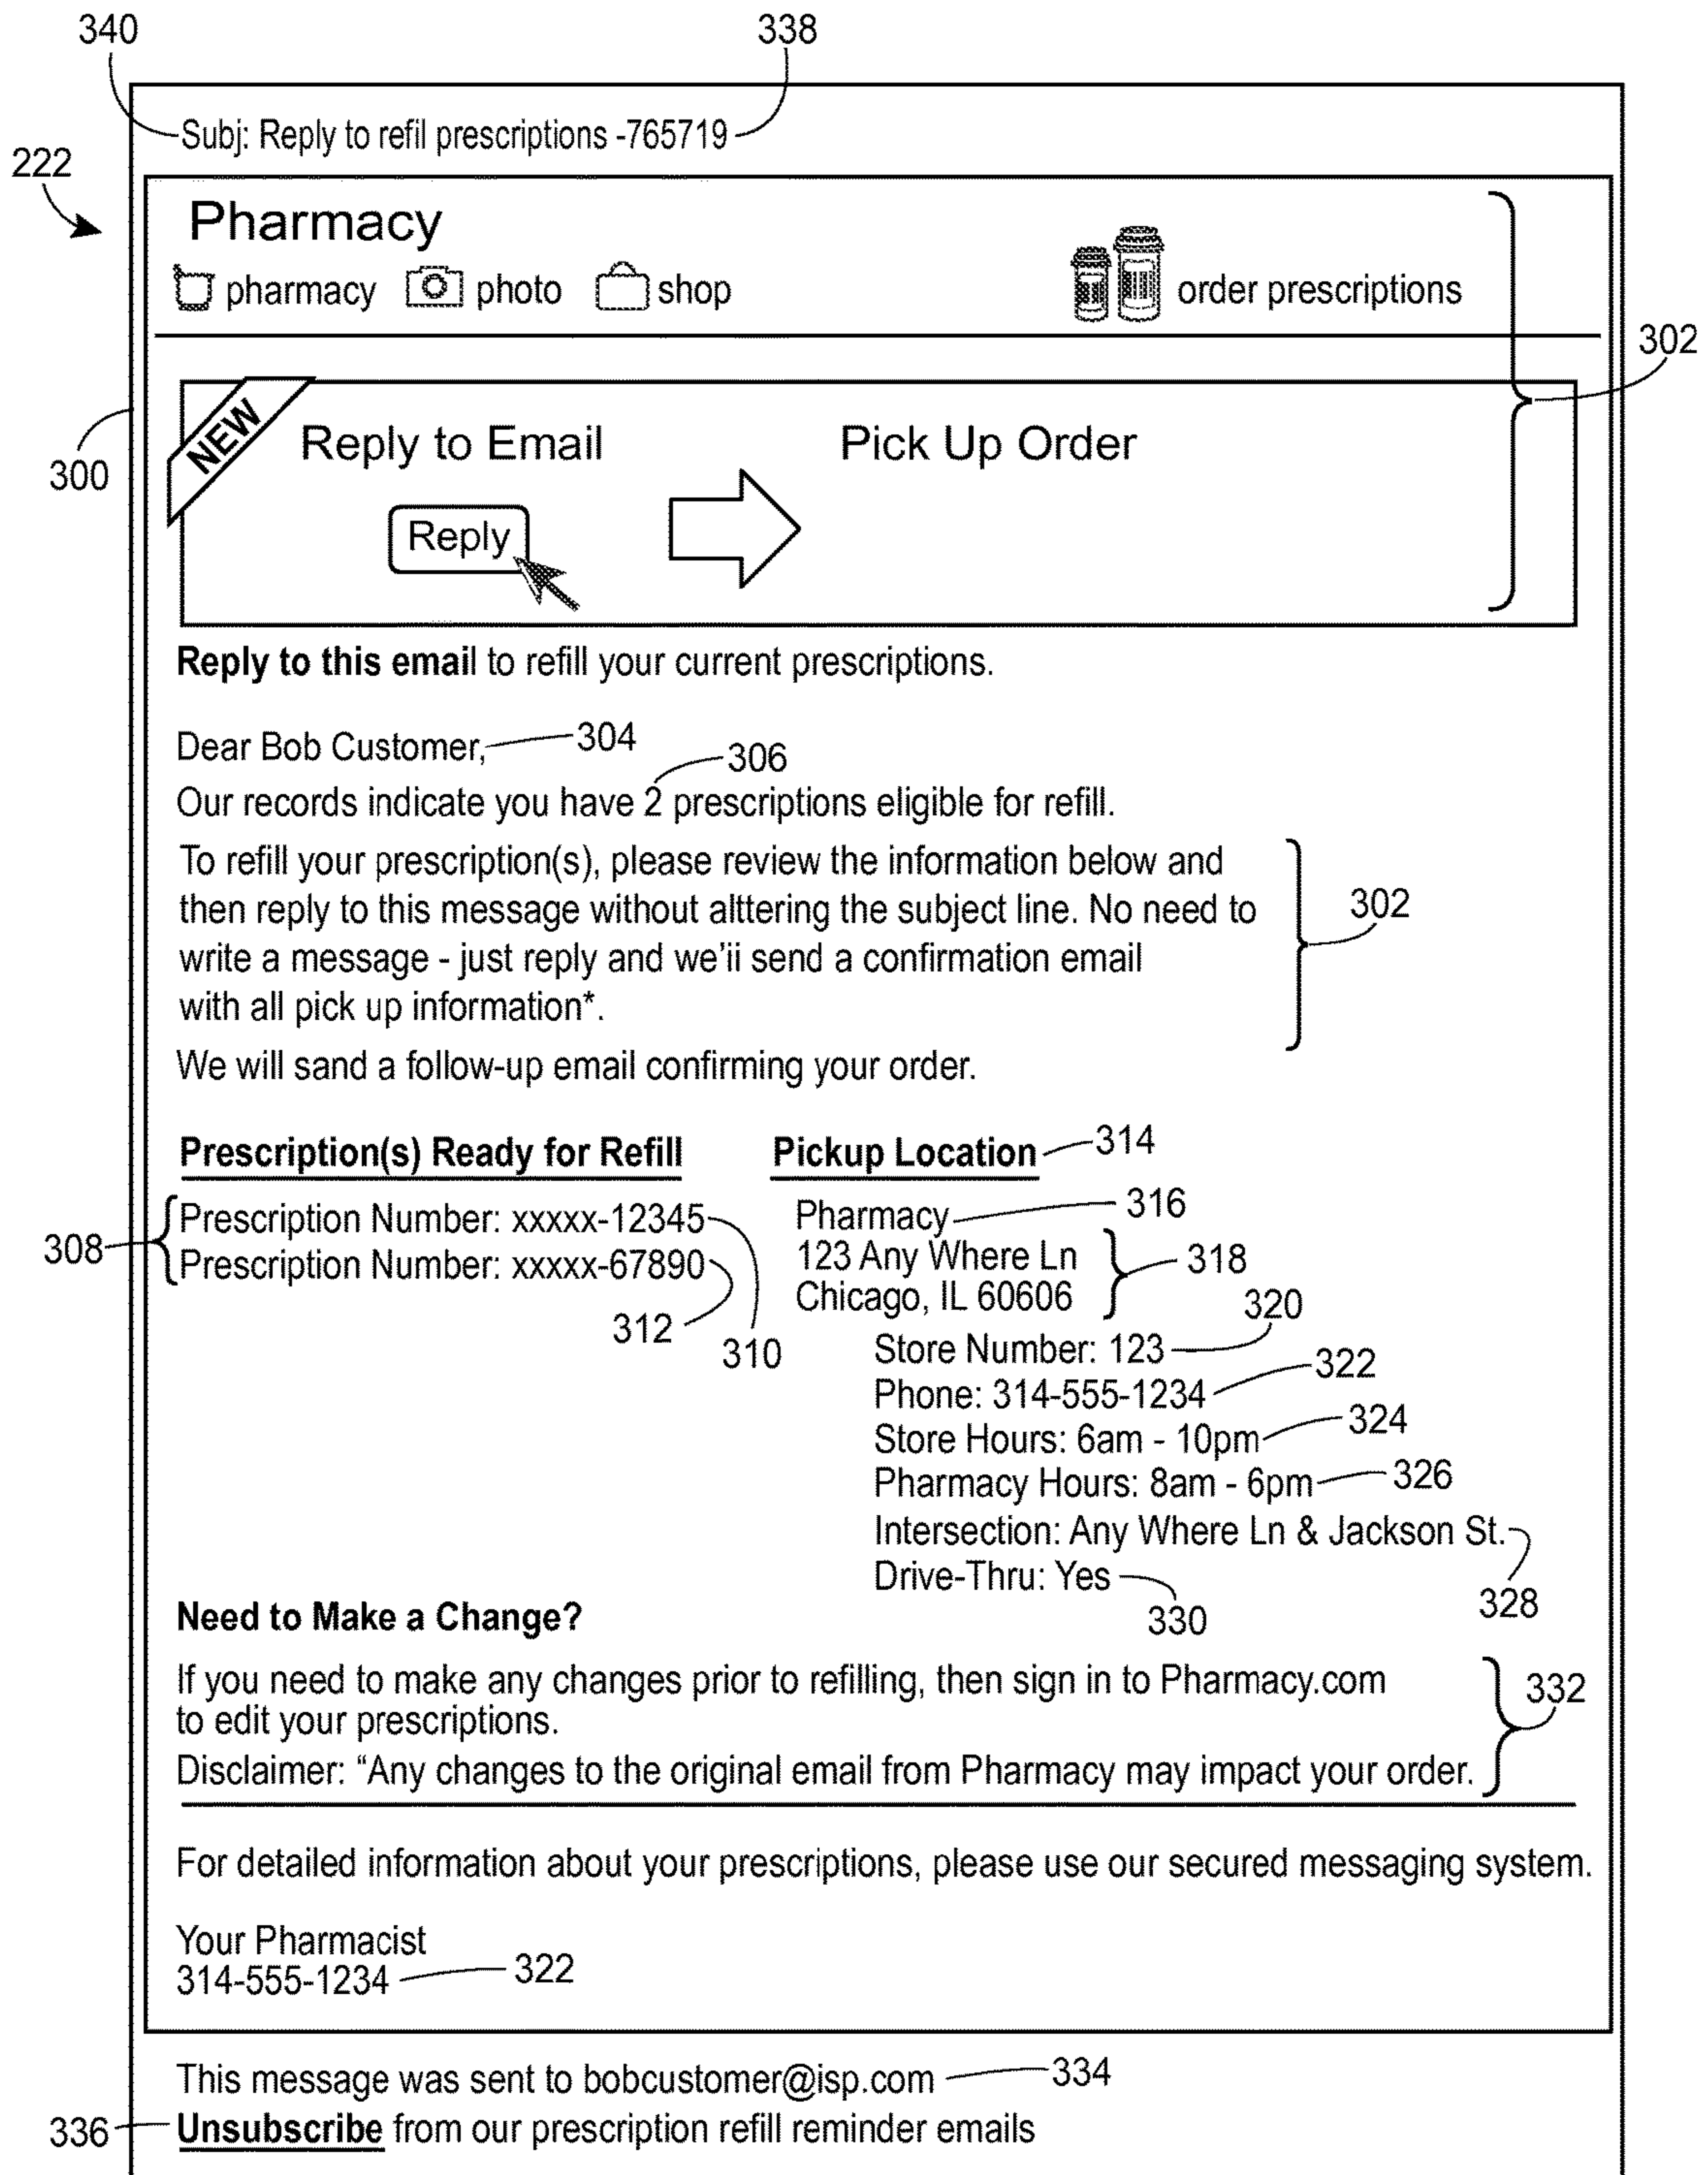 340
338
Subj: Reply to refil prescriptions -765719
222
Pharmacy
pharmacy photo shop order prescriptions
302
NEW
Reply to Email Pick Up Order
300
Reply
Reply to this email to refill your current prescriptions.
Dear Bob Customer, 304
306
Our records indicate you have 2 prescriptions eligible for refill.
To refill your prescription(s), please review the information below and
then reply to this message without alttering the subject line. No need to
write a message - just reply and we'ii send a confirmation email
with all pick up information*.
302
We will sand a follow-up email confirming your order.
Prescription(s) Ready for Refill
308
Prescription Number: xxxxx-12345
Prescription Number: xxxxx-67890
312
310
Pickup Location 314
Pharmacy 316
123 Any Where Ln
Chicago, IL 60606
318
320
Store Number: 123
Phone: 314-555-1234 322
Store Hours: 6am - 10pm 324
Pharmacy Hours: 8am - 6pm 326
Intersection: Any Where Ln & Jackson St.
328
Drive-Thru: Yes
330
Need to Make a Change?
If you need to make any changes prior to refilling, then sign in to Pharmacy.com
to edit your prescriptions.
332
Disclaimer: “Any changes to the original email from Pharmacy may impact your order.
For detailed information about your prescriptions, please use our secured messaging system.
Your Pharmacist
314-555-1234 322
This message was sent to bobcustomer@isp.com 334
336 Unsubscribe from our prescription refill reminder emails